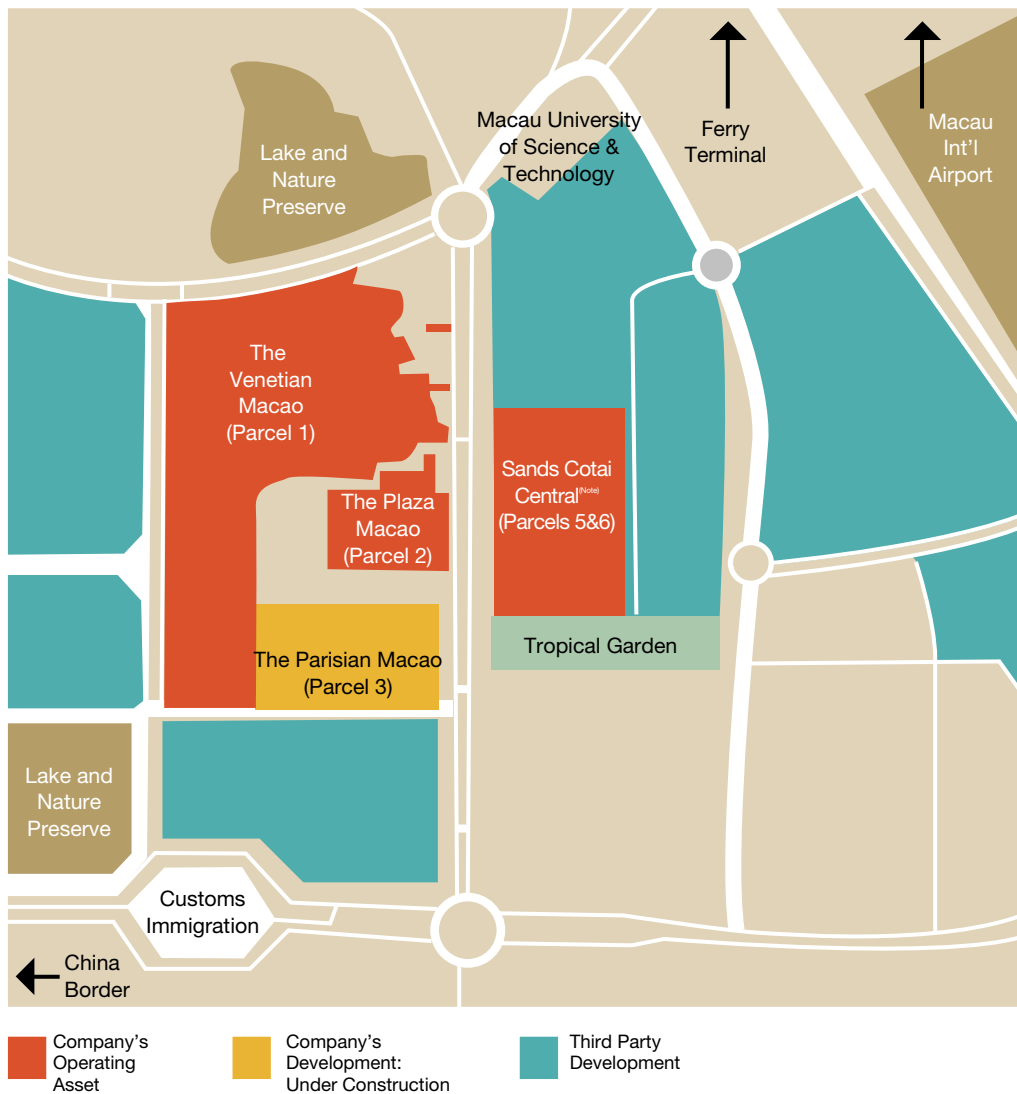 Macau University
of Science &
Technology
Ferry
Terminal
Macau
Int’l
Airport
Lake and
Nature
Preserve
The
Venetian
Macao
(Parcel 1)
The Plaza
Macao
(Parcel 2)
Sands Cotai
Central(Note)
(Parcels 5&6)
Tropical Garden
The Parisian Macao
(Parcel 3)
Lake and
Nature
Preserve
Customs
Immigration
China
Border
Company’s
Operating
Asset
Company’s
Development:
Under Construction
Third Party
Development